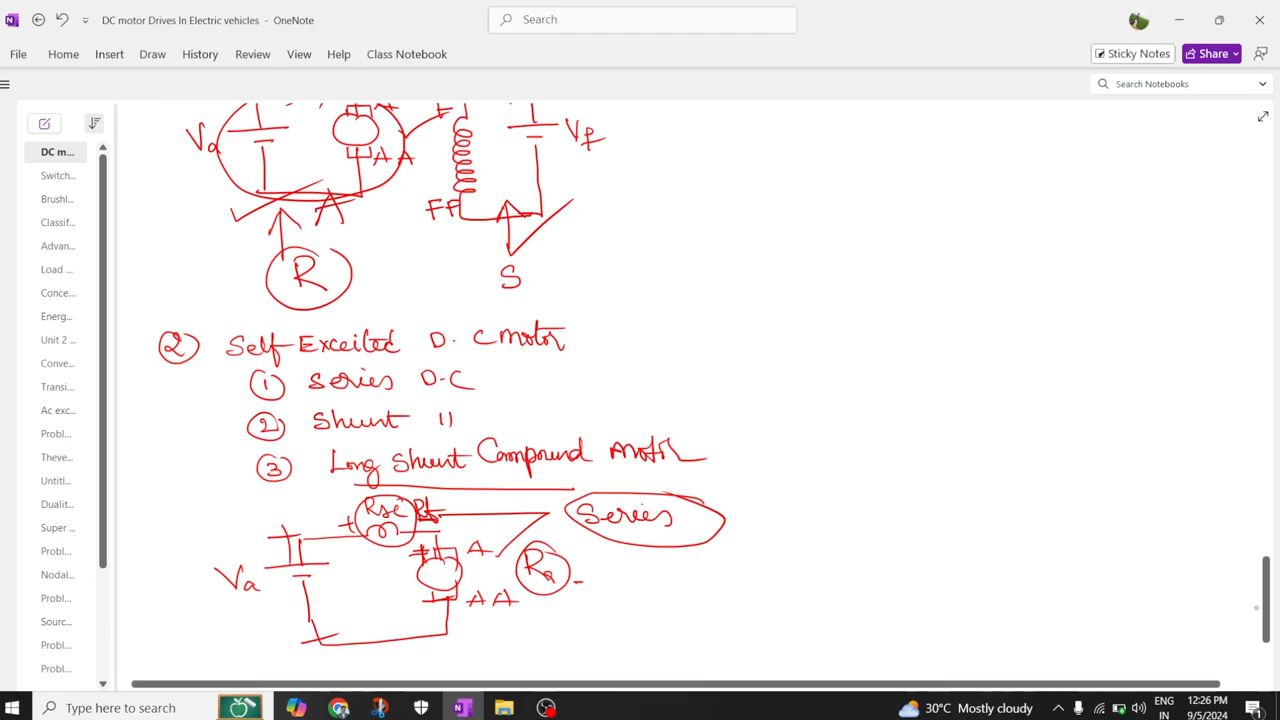 DC motor Drives In Electric vehicles - OneNote
Search
File Home Insert Draw History Review View Help Class Notebook
Sticky Notes
Share
Search Notebooks
DC m...
Switch...
Brushl...
Classif...
Advan...
Load ...
Conce...
Energ...
Unit 2 ...
Conve...
Transi...
Ac exc...
Probl...
Theve...
Untitl...
Dualit...
Super ...
Probl...
Nodal...
Probl...
Sourc...
Probl...
Probl...
Va
AA
Vf
A
FF
R
S
2 Self-Excited D.C Motor
1 Series D.C
2 Shunt "
3 Long Shunt Compound motor
Rse
Series
+
A
Va
Ra
AA
Type here to search
30°C Mostly cloudy
ENG
IN
12:26 PM
9/5/2024